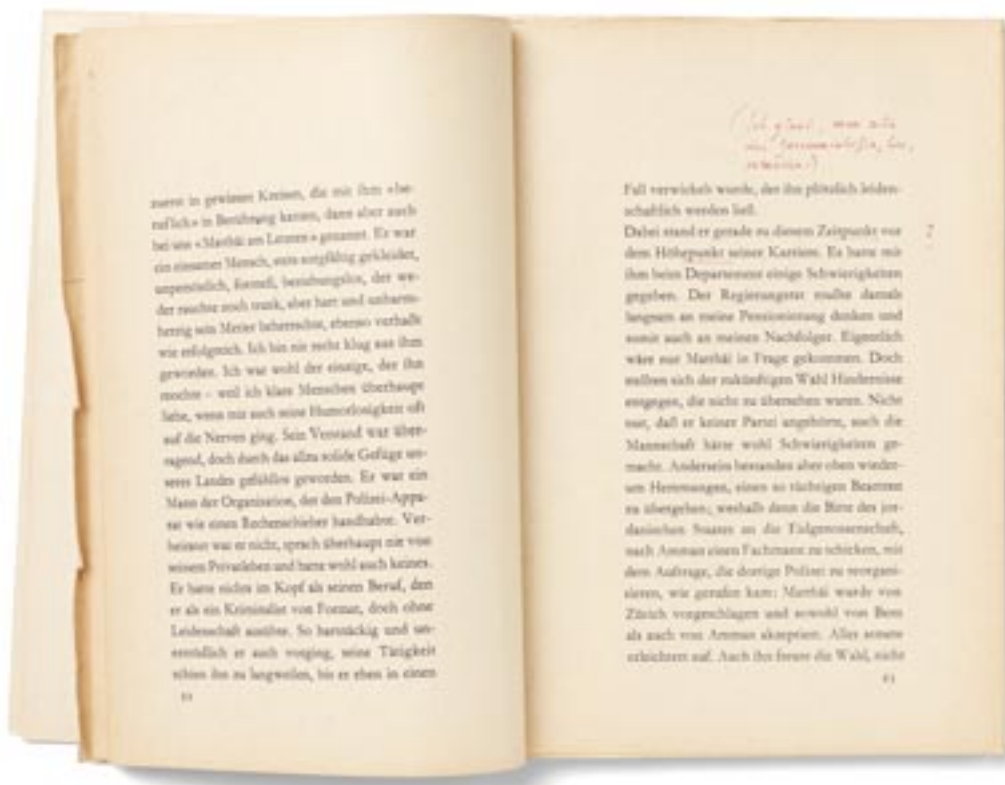 zuerst in gewissen Kreisen, die mit ihm «be-
ruflich» in Berührung kamen, dann aber auch
bei uns «Matthäi am Letzten» genannt. Er war
ein einsamer Mensch, stets sorgfältig gekleidet,
unpersönlich, formell, beziehungslos, der we-
der rauchte noch trank, aber hart und unbarm-
herzig sein Metier beherrschte, ebenso verhaßt
wie erfolgreich. Ich bin nie recht klug aus ihm
geworden. Ich war wohl der einzige, der ihn
mochte – weil ich klare Menschen überhaupt
liebe, wenn mir auch seine Humorlosigkeit oft
auf die Nerven ging. Sein Verstand war über-
ragend, doch durch das allzu solide Gefüge un-
seres Landes gefühllos geworden. Er war ein
Mann der Organisation, der den Polizei-Appa-
rat wie einen Rechenschieber handhabte. Ver-
heiratet war er nicht, sprach überhaupt nie von
seinem Privatleben und hatte wohl auch keines.
Er hatte nichts im Kopf als seinen Beruf, den
er als ein Kriminalist von Format, doch ohne
Leidenschaft ausübte. So hartnäckig und un-
ermüdlich er auch vorging, seine Tätigkeit
schien ihn zu langweilen, bis er eben in einen
Fall verwickelt wurde, der ihn plötzlich leiden-
schaftlich werden ließ.
Dabei stand er gerade zu diesem Zeitpunkt vor
dem Höhepunkt seiner Karriere. Es hatte mit
ihm beim Departement einige Schwierigkeiten
gegeben. Der Regierungsrat mußte damals
langsam an meine Pensionierung denken und
somit auch an meinen Nachfolger. Eigentlich
wäre nur Matthäi in Frage gekommen. Doch
stellten sich der zukünftigen Wahl Hindernisse
entgegen, die nicht zu übersehen waren. Nicht
nur, daß er keiner Partei angehörte, auch die
Mannschaft hätte wohl Schwierigkeiten ge-
macht. Anderseits bestanden aber oben wieder-
um Hemmungen, einen so tüchtigen Beamten
zu übergehen; weshalb denn die Bitte des jor-
danischen Staates an die Eidgenossenschaft,
nach Amman einen Fachmann zu schicken, mit
dem Auftrage, die dortige Polizei zu reorgani-
sieren, wie gerufen kam: Matthäi wurde von
Zürich vorgeschlagen und sowohl von Bern
als auch von Amman akzeptiert. Alles atmete
erleichtert auf. Auch ihn freute die Wahl, nicht